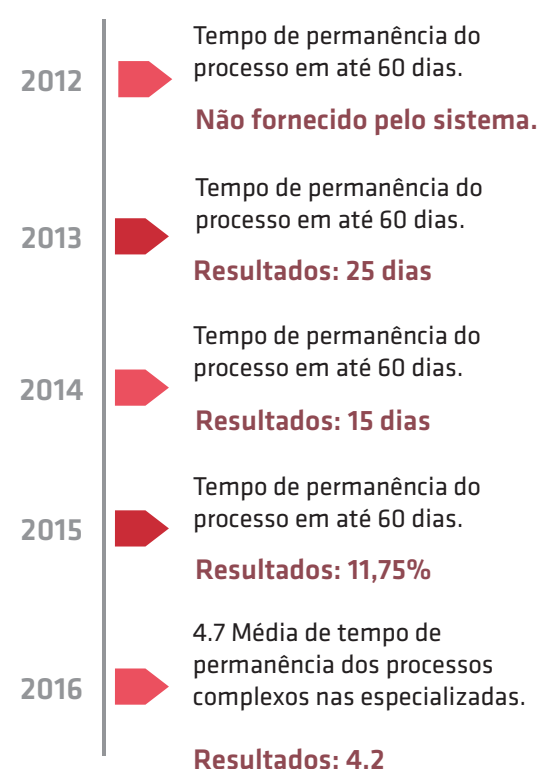 2012
Tempo de permanência do
processo em até 60 dias.
Não fornecido pelo sistema.
2013
Tempo de permanência do
processo em até 60 dias.
Resultados: 25 dias
2014
Tempo de permanência do
processo em até 60 dias.
Resultados: 15 dias
2015
Tempo de permanência do
processo em até 60 dias.
Resultados: 11,75%
2016
4.7 Média de tempo de
permanência dos processos
complexos nas especializadas.
Resultados: 4.2